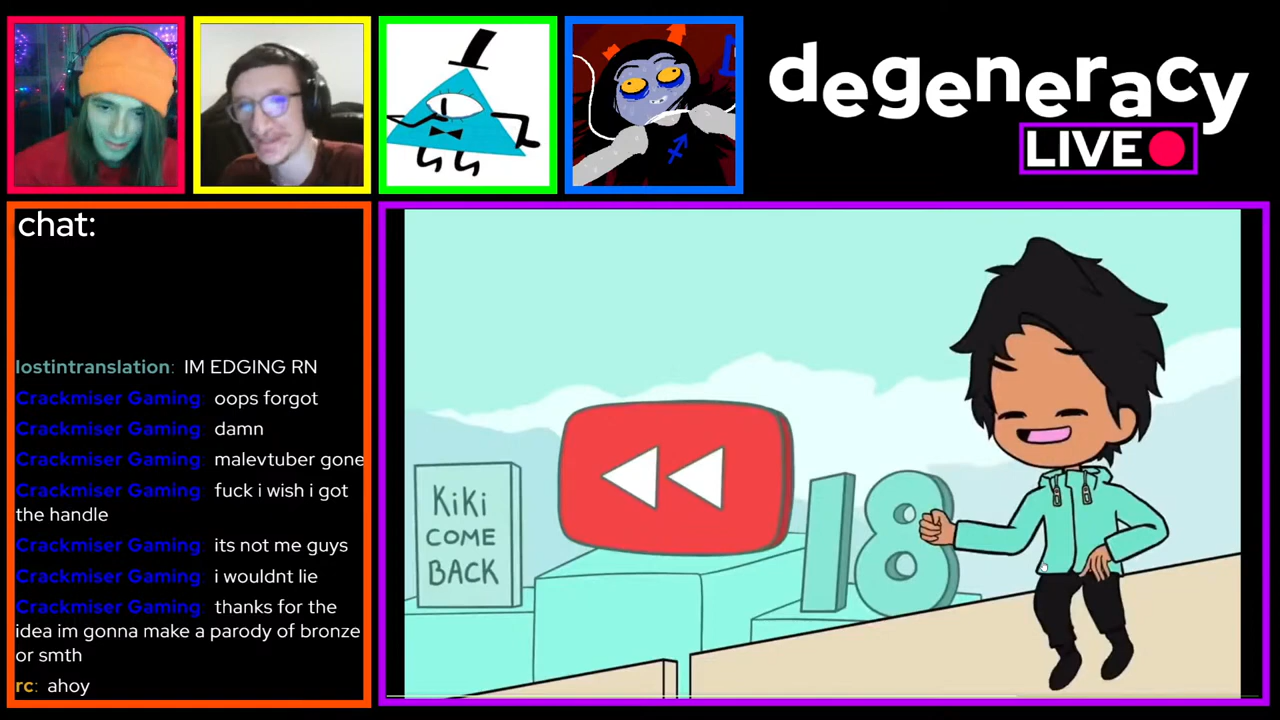 degeneracy
LIVE
chat:
lostintranslation: IM EDGING RN
Crackmiser Gaming: oops forgot
Crackmiser Gaming: damn
Crackmiser Gaming: malevtuber gone
Crackmiser Gaming: fuck i wish i got
the handle
Crackmiser Gaming: its not me guys
Crackmiser Gaming: i wouldnt lie
Crackmiser Gaming: thanks for the
idea im gonna make a parody of bronze
or smth
rc: ahoy
KiKi
COME
BACK
18